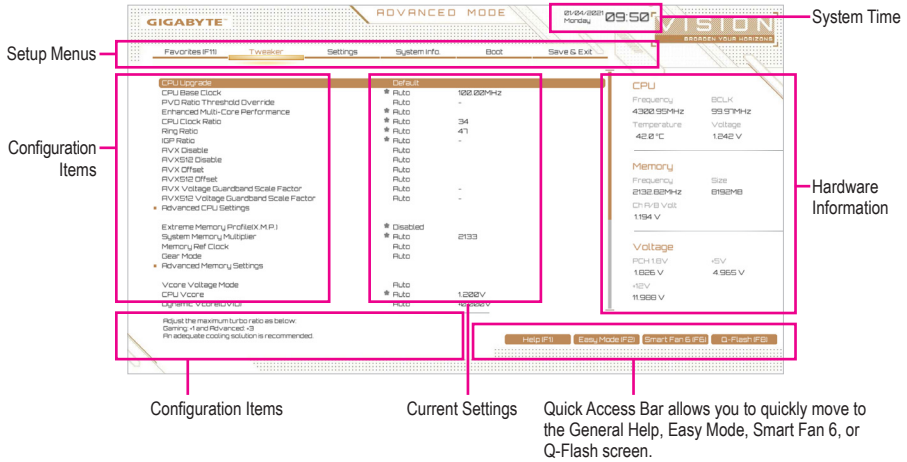 GIGABYTE™
ADVANCED MODE
01/04/2021
Monday
09:50
VISION
BROADEN YOUR HORIZONS
System Time
Setup Menus
Favorites (F11) Tweaker Settings System Info. Boot Save & Exit
CPU Upgrade Default
CPU Base Clock Auto 100.00MHz
PVD Ratio Threshold Override Auto -
Enhanced Multi-Core Performance Auto
CPU Clock Ratio Auto 34
Ring Ratio Auto 47
IGP Ratio Auto -
AVX Disable Auto
AVX512 Disable Auto
AVX Offset Auto
AVX512 Offset Auto
AVX Voltage Guardband Scale Factor Auto -
AVX512 Voltage Guardband Scale Factor Auto -
Advanced CPU Settings
Extreme Memory Profile(X.M.P.) Disabled
System Memory Multiplier Auto 2133
Memory Ref Clock Auto
Gear Mode Auto
Advanced Memory Settings
Vcore Voltage Mode Auto
CPU Vcore Auto 1.200V
Dynamic Vcore(DVID) Auto +0.000V
Configuration
Items
CPU
Frequency BCLK
4300.95MHz 99.97MHz
Temperature Voltage
42.0 °C 1.242 V
Memory
Frequency Size
2132.82MHz 8192MB
Ch A/B Volt
1.194 V
Voltage
PCH 1.8V +5V
1.826 V 4.965 V
+12V
11.988 V
Hardware
Information
Adjust the maximum turbo ratio as below.
Gaming: +1 and Advanced: +3
An adequate cooling solution is recommended.
Help (F1) Easy Mode (F2) Smart Fan 6 (F6) Q-Flash (F8)
Configuration Items
Current Settings
Quick Access Bar allows you to quickly move to
the General Help, Easy Mode, Smart Fan 6, or
Q-Flash screen.